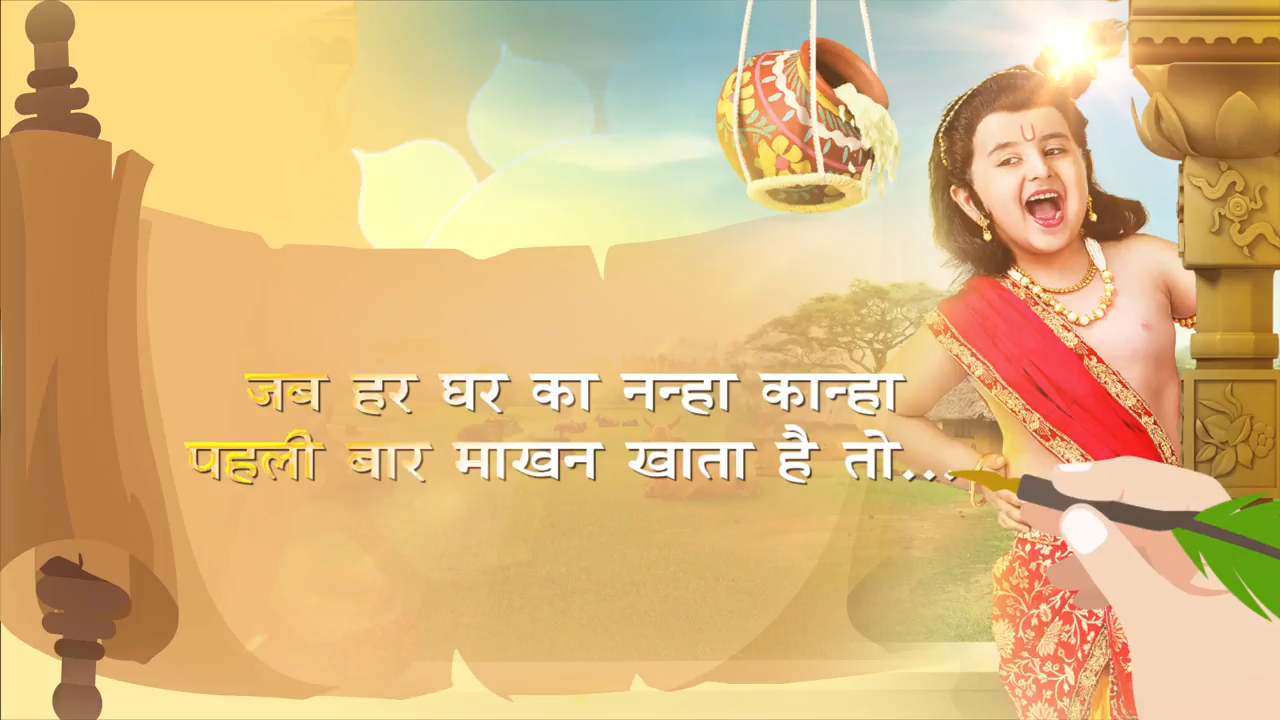 जब हर घर का नन्हा कान्हा
पहली बार माखन खाता है तो...